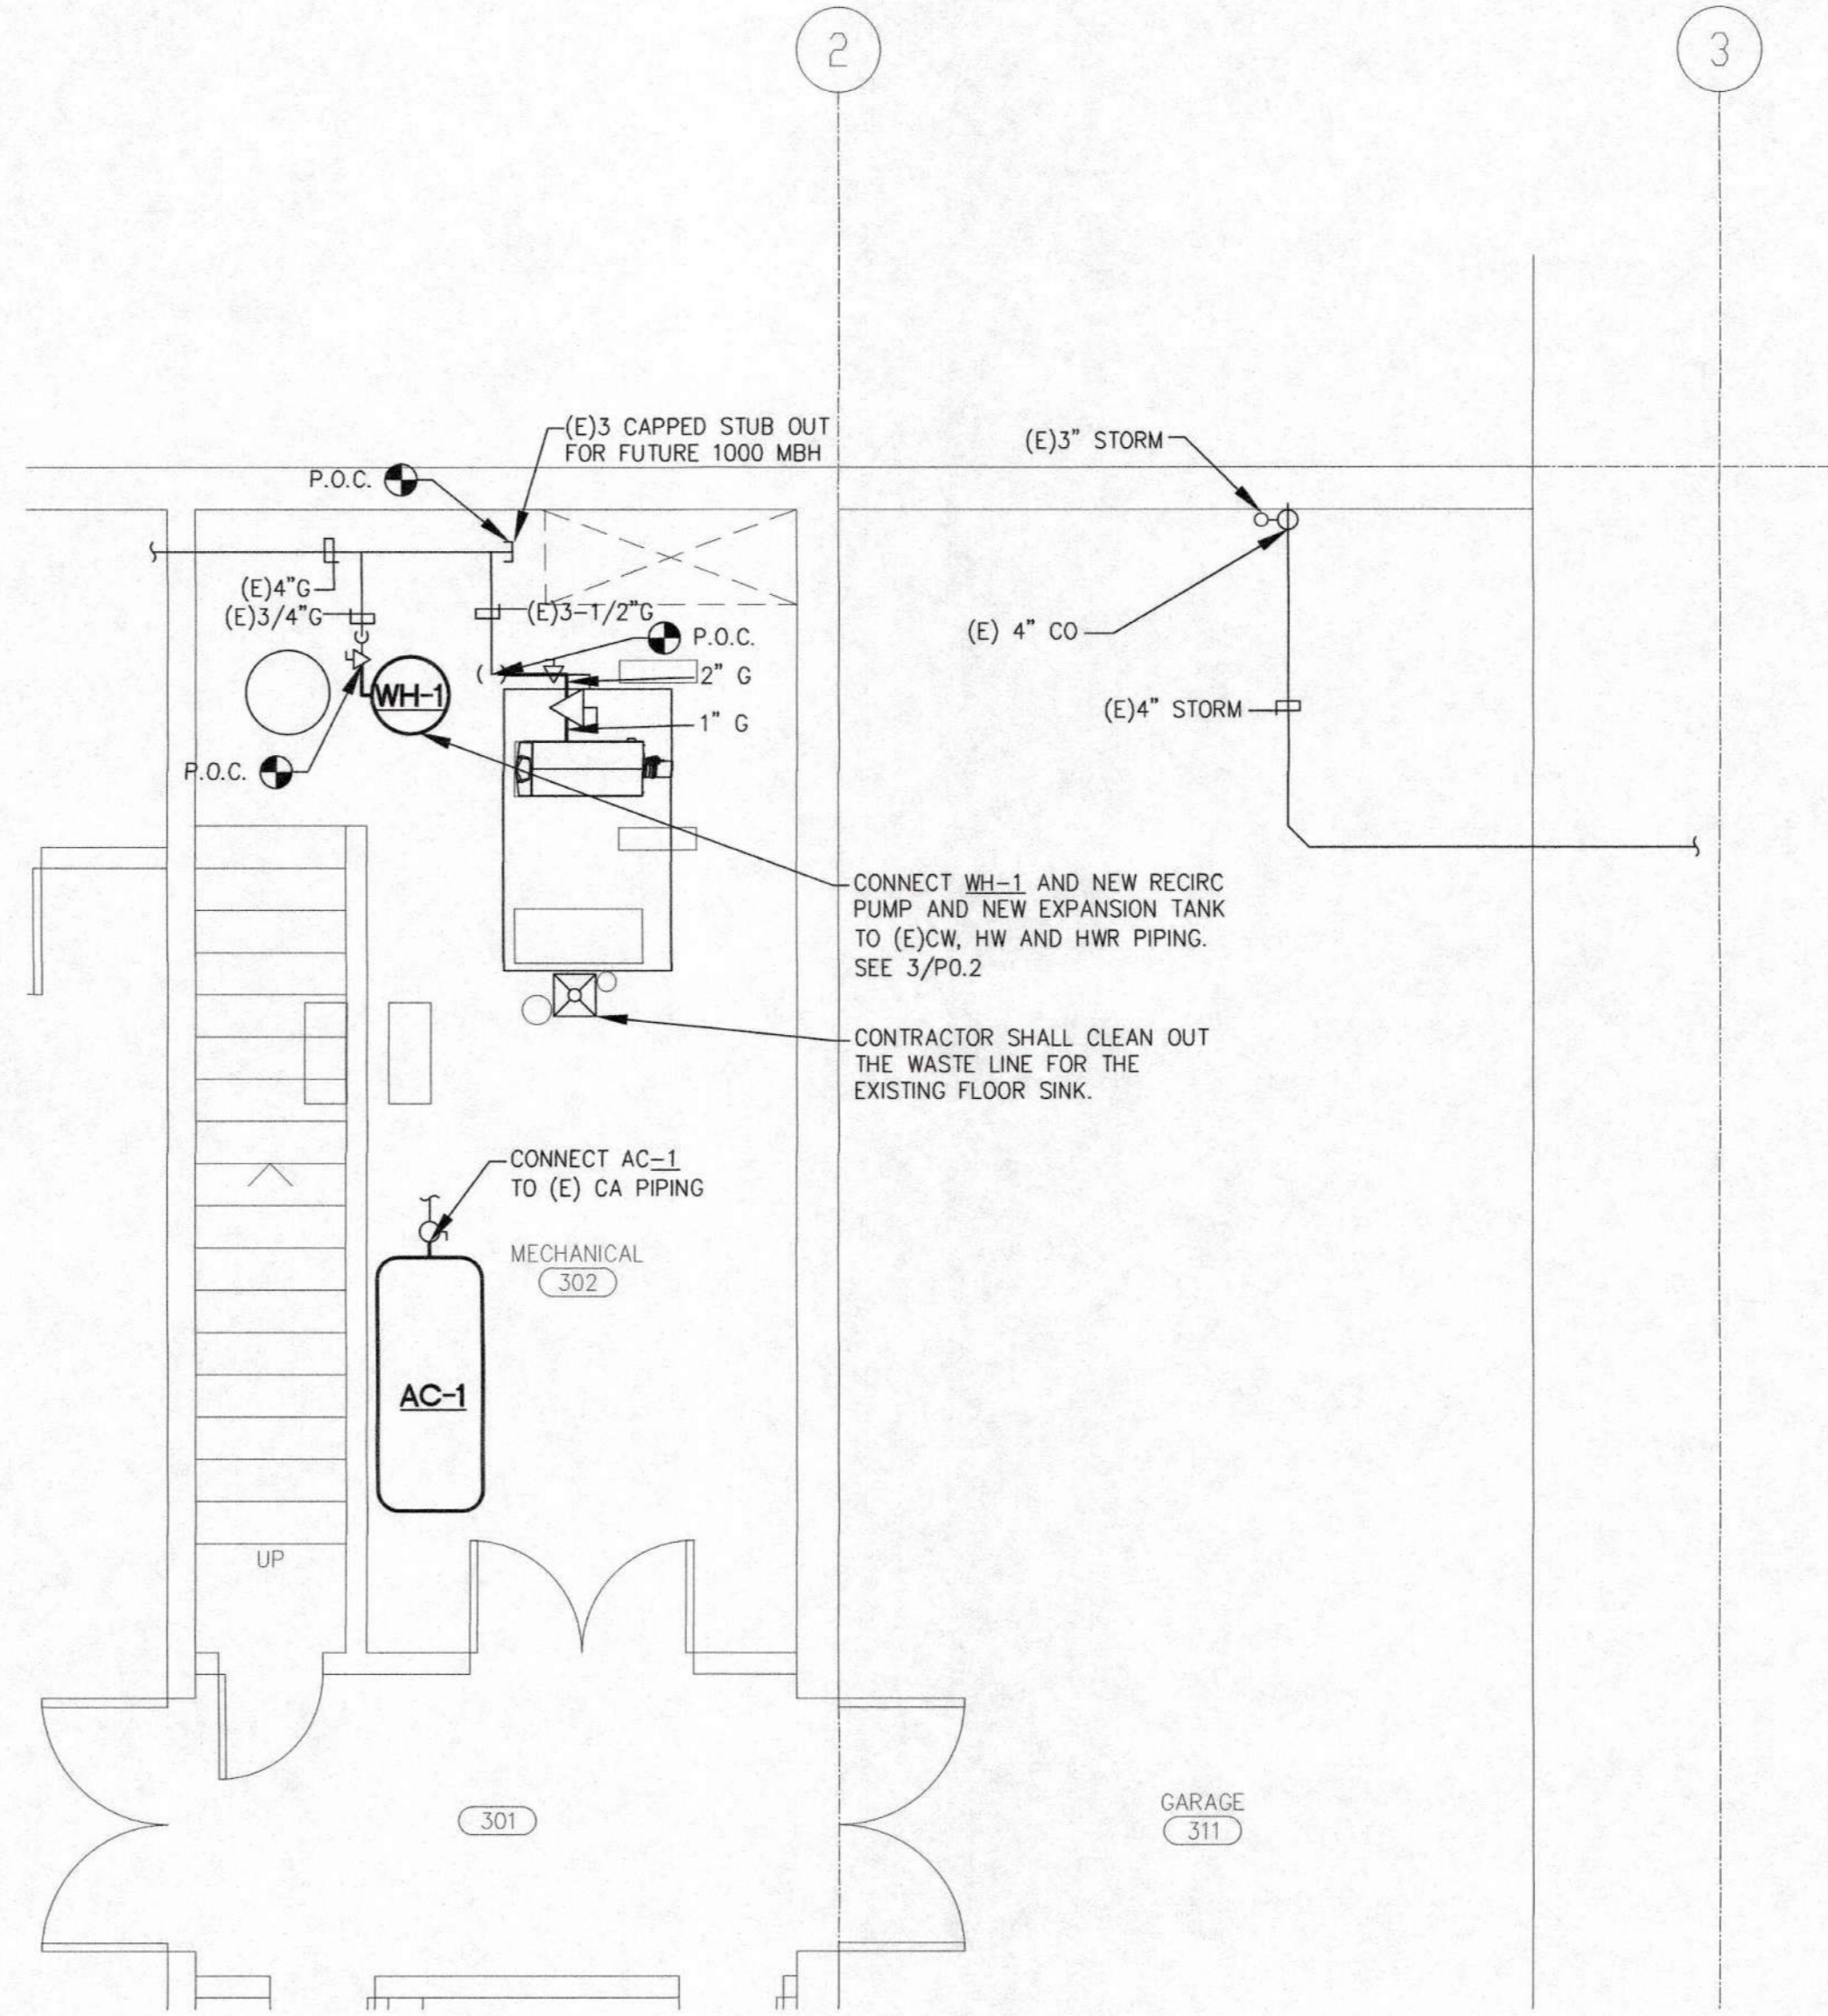 2
3
(E)3 CAPPED STUB OUT
FOR FUTURE 1000 MBH
P.O.C.
(E)3" STORM
(E)4"G
(E)3/4"G
(E)3-1/2"G
P.O.C.
(E) 4" CO
2" G
WH-1
(E)4" STORM
1" G
P.O.C.
CONNECT WH-1 AND NEW RECIRC
PUMP AND NEW EXPANSION TANK
TO (E)CW, HW AND HWR PIPING.
SEE 3/P0.2
CONTRACTOR SHALL CLEAN OUT
THE WASTE LINE FOR THE
EXISTING FLOOR SINK.
CONNECT AC-1
TO (E) CA PIPING
MECHANICAL
302
AC-1
UP
301
GARAGE
311